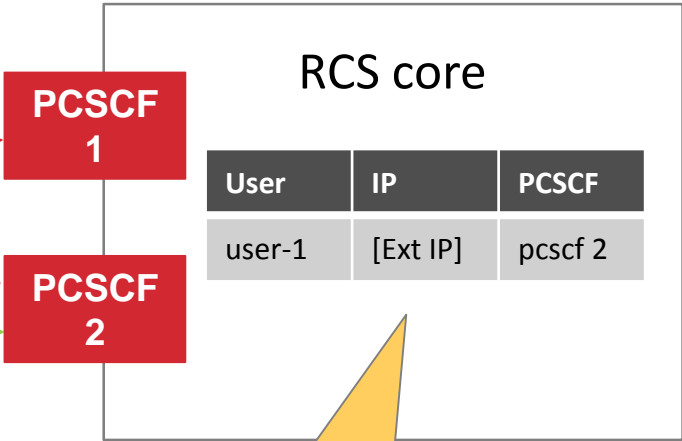 RCS core
PCSCF
1
User IP PCSCF
user-1 [Ext IP] pcscf 2
PCSCF
2